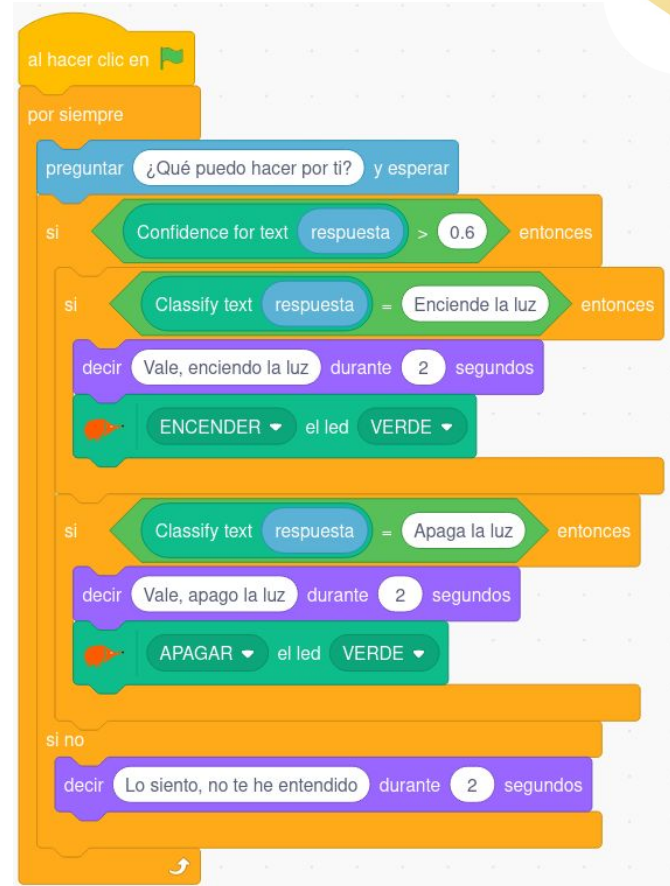 al hacer clic en
por siempre
preguntar ¿Qué puedo hacer por ti? y esperar
si Confidence for text respuesta > 0.6 entonces
si Classify text respuesta = Enciende la luz entonces
decir Vale, enciendo la luz durante 2 segundos
ENCENDER el led VERDE
si Classify text respuesta = Apaga la luz entonces
decir Vale, apago la luz durante 2 segundos
APAGAR el led VERDE
si no
decir Lo siento, no te he entendido durante 2 segundos